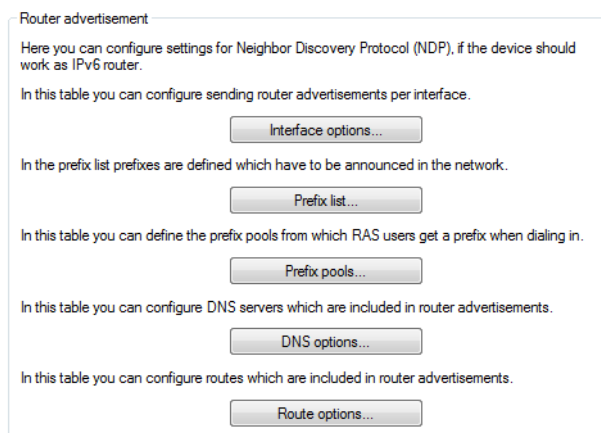 Router advertisement
Here you can configure settings for Neighbor Discovery Protocol (NDP), if the device should
work as IPv6 router.
In this table you can configure sending router advertisements per interface.
Interface options...
In the prefix list prefixes are defined which have to be announced in the network.
Prefix list...
In this table you can define the prefix pools from which RAS users get a prefix when dialing in.
Prefix pools...
In this table you can configure DNS servers which are included in router advertisements.
DNS options...
In this table you can configure routes which are included in router advertisements.
Route options...